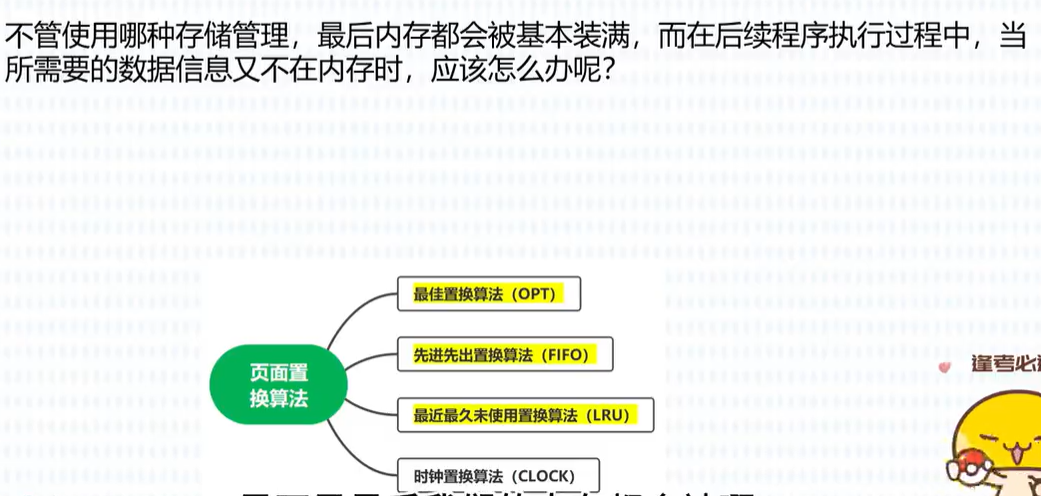 不管使用哪种存储管理，最后内存都会被基本装满，而在后续程序执行过程中，当
所需要的数据信息又不在内存时，应该怎么办呢？
最佳置换算法（OPT）
先进先出置换算法（FIFO）
页面置
换算法
逢考必
最近最久未使用置换算法（LRU）
时钟置换算法（CLOCK）